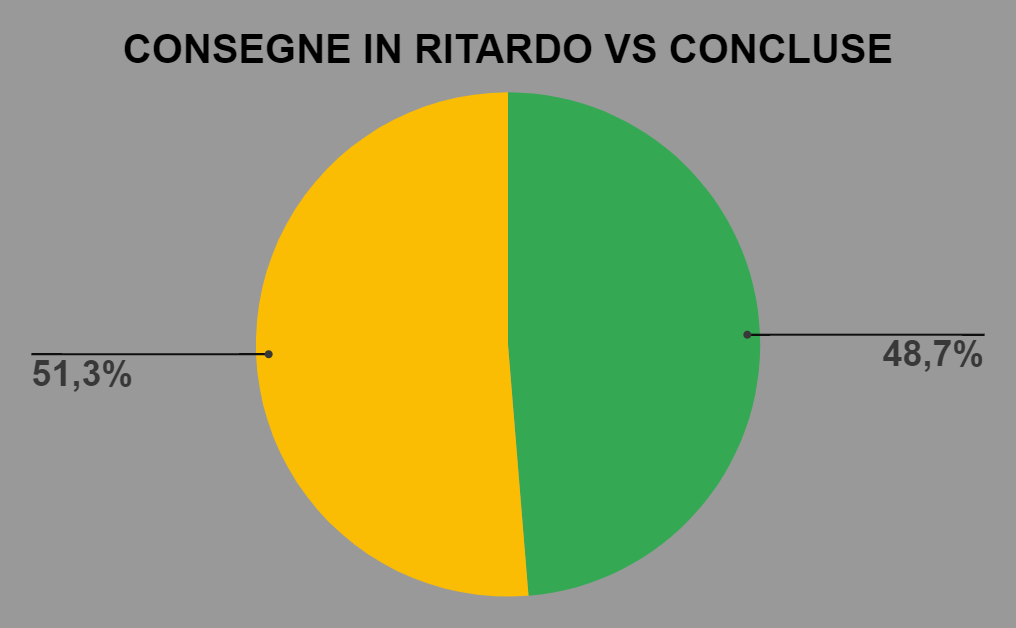 CONSEGNE IN RITARDO VS CONCLUSE
48,7%
51,3%